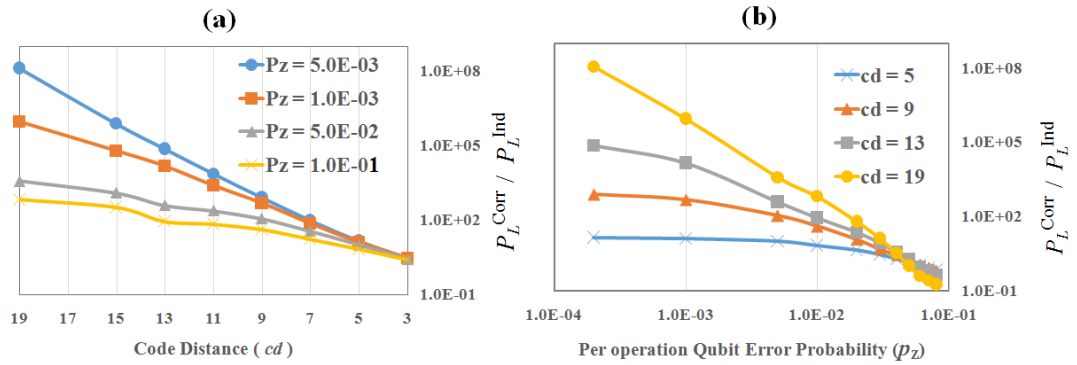 (a)
Pz = 5.0E-03
Pz = 1.0E-03
Pz = 5.0E-02
Pz = 1.0E-01
1.0E+08
1.0E+05
1.0E+02
1.0E-01
P_L^Corr / P_L^Ind
19 17 15 13 11 9 7 5 3
Code Distance ( cd )
(b)
cd = 5
cd = 9
cd = 13
cd = 19
1.0E+08
1.0E+05
1.0E+02
1.0E-01
P_L^Corr / P_L^Ind
1.0E-04 1.0E-03 1.0E-02 1.0E-01
Per operation Qubit Error Probability (p_Z)